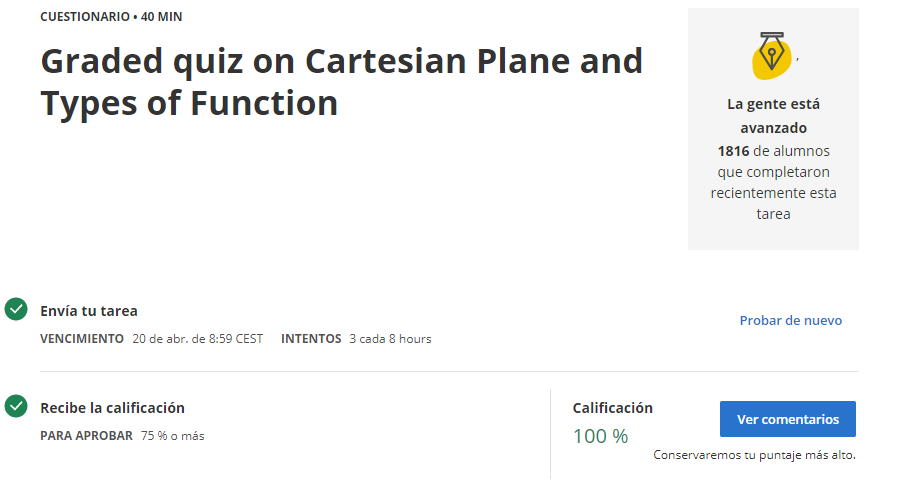 CUESTIONARIO • 40 MIN
Graded quiz on Cartesian Plane and
Types of Function
,
La gente está
avanzado
1816 de alumnos
que completaron
recientemente esta
tarea
Envía tu tarea
VENCIMIENTO 20 de abr. de 8:59 CEST INTENTOS 3 cada 8 hours
Probar de nuevo
Recibe la calificación
PARA APROBAR 75 % o más
Calificación
100 %
Ver comentarios
Conservaremos tu puntaje más alto.